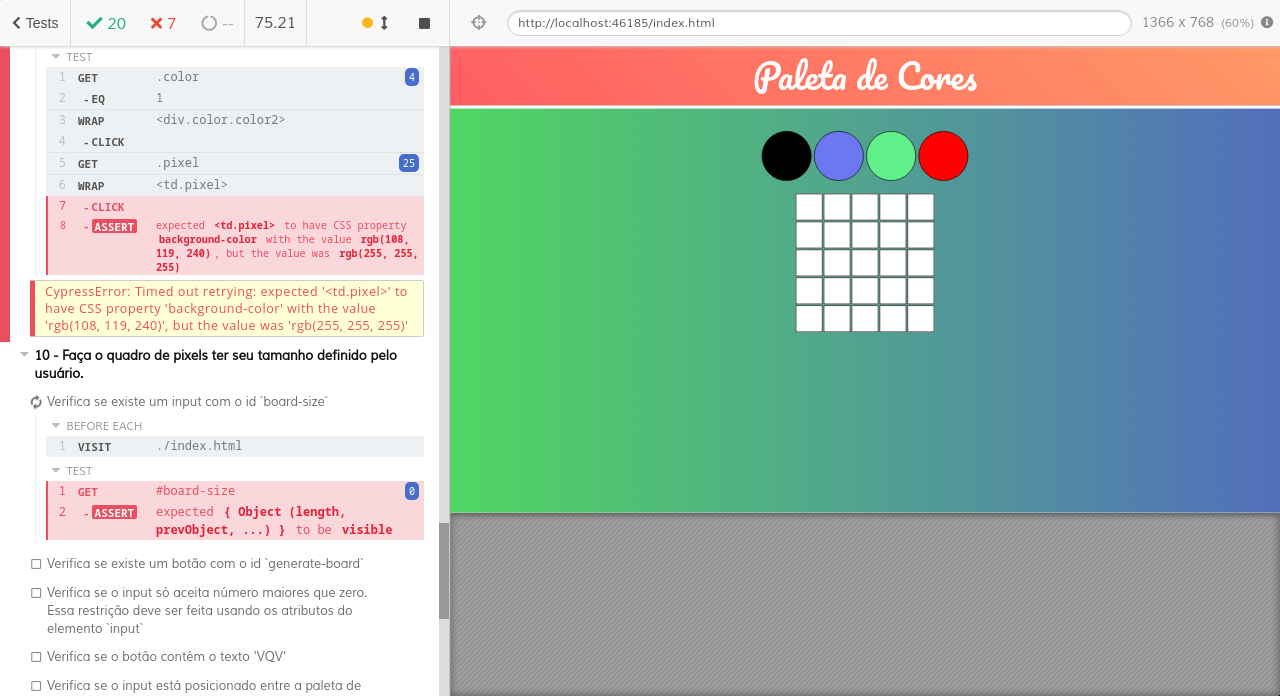 Tests
20
7
--
75.21
http://localhost:46185/index.html
1366 x 768 (60%)
TEST
1 GET .color 4
2 -EQ 1
3 WRAP <div.color.color2>
4 -CLICK
5 GET .pixel 25
6 WRAP <td.pixel>
7 -CLICK
8 -ASSERT expected <td.pixel> to have CSS property
background-color with the value rgb(108,
119, 240), but the value was rgb(255, 255,
255)
CypressError: Timed out retrying: expected '<td.pixel>' to
have CSS property 'background-color' with the value
'rgb(108, 119, 240)', but the value was 'rgb(255, 255, 255)'
10 - Faça o quadro de pixels ter seu tamanho definido pelo
usuário.
Verifica se existe um input com o id `board-size`
BEFORE EACH
1 VISIT ./index.html
TEST
1 GET #board-size 0
2 -ASSERT expected { Object (length,
prevObject, ...) } to be visible
Verifica se existe um botão com o id `generate-board`
Verifica se o input só aceita número maiores que zero.
Essa restrição deve ser feita usando os atributos do
elemento `input`
Verifica se o botão contém o texto 'VQV'
Verifica se o input está posicionado entre a paleta de
Paleta de Cores